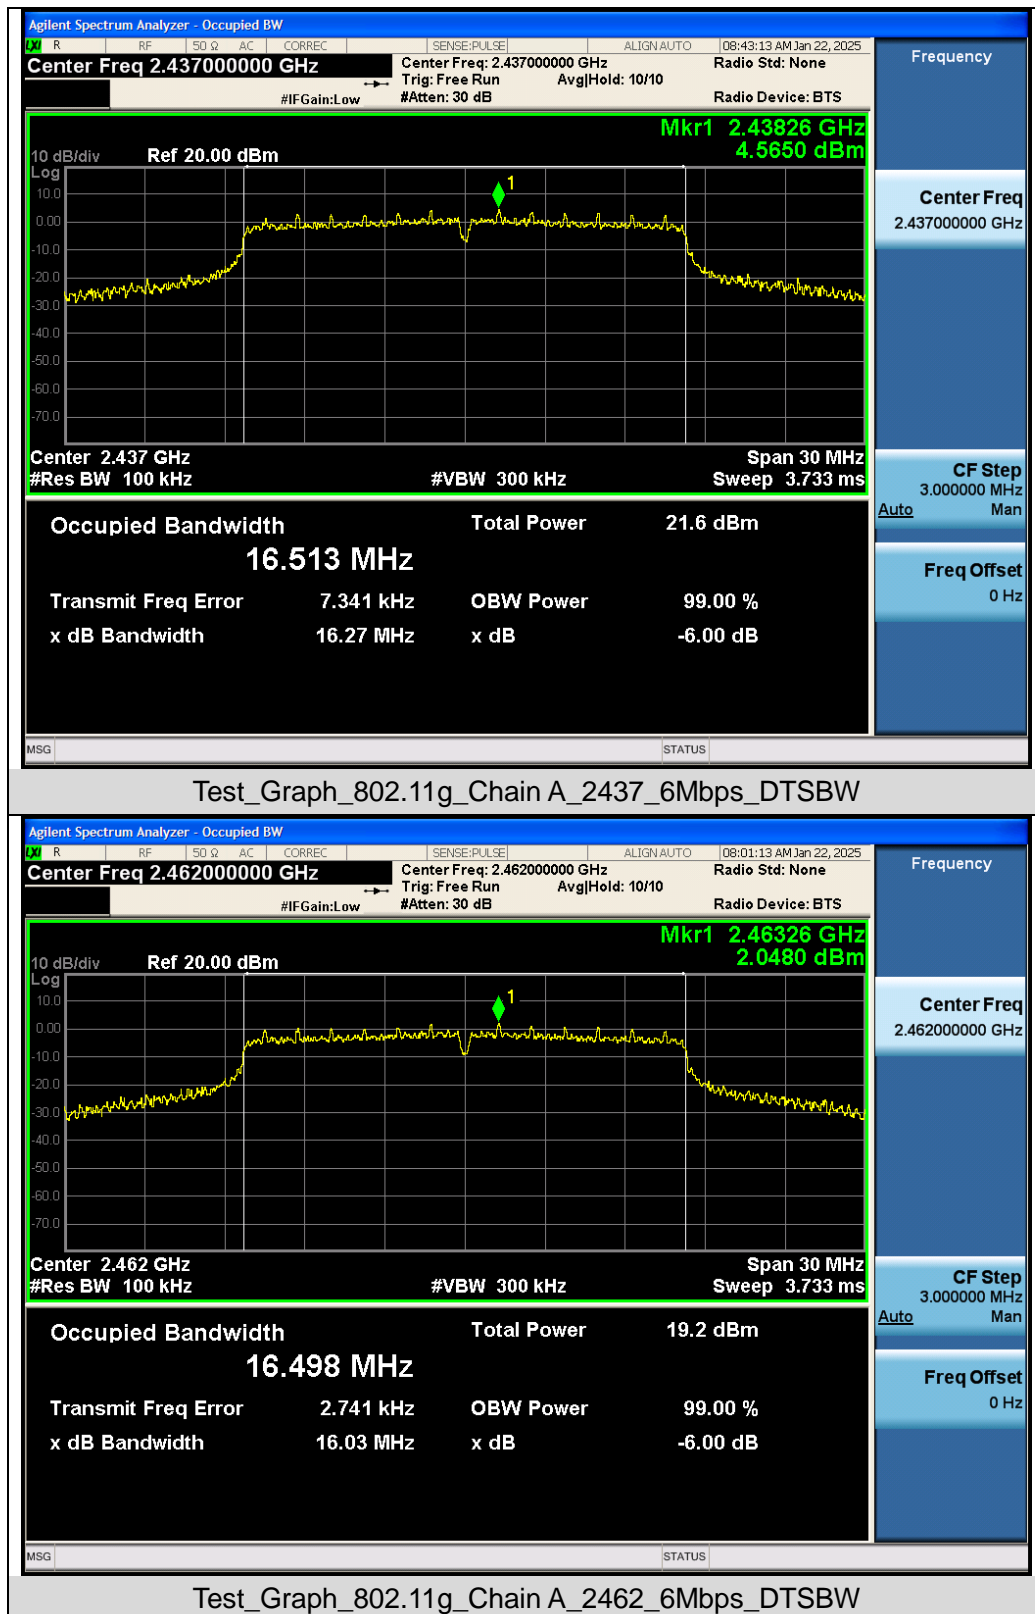 Agilent Spectrum Analyzer - Occupied BW
LXI R RF 50 Ω AC CORREC SENSE:PULSE ALIGN AUTO 08:43:13 AM Jan 22, 2025
Center Freq 2.437000000 GHz Center Freq: 2.437000000 GHz Radio Std: None
Trig: Free Run Avg|Hold: 10/10
#IFGain:Low #Atten: 30 dB Radio Device: BTS
Frequency
Mkr1 2.43826 GHz
4.5650 dBm
10 dB/div Ref 20.00 dBm
Log
10.0
0.00
-10.0
-20.0
-30.0
-40.0
-50.0
-60.0
-70.0
1
Center Freq
2.437000000 GHz
Center 2.437 GHz Span 30 MHz
#Res BW 100 kHz #VBW 300 kHz Sweep 3.733 ms
CF Step
3.000000 MHz
Auto Man
Occupied Bandwidth Total Power 21.6 dBm
16.513 MHz
Transmit Freq Error 7.341 kHz OBW Power 99.00 %
x dB Bandwidth 16.27 MHz x dB -6.00 dB
Freq Offset
0 Hz
MSG STATUS
Test_Graph_802.11g_Chain A_2437_6Mbps_DTSBW
Agilent Spectrum Analyzer - Occupied BW
LXI R RF 50 Ω AC CORREC SENSE:PULSE ALIGN AUTO 08:01:13 AM Jan 22, 2025
Center Freq 2.462000000 GHz Center Freq: 2.462000000 GHz Radio Std: None
Trig: Free Run Avg|Hold: 10/10
#IFGain:Low #Atten: 30 dB Radio Device: BTS
Frequency
Mkr1 2.46326 GHz
2.0480 dBm
10 dB/div Ref 20.00 dBm
Log
10.0
0.00
-10.0
-20.0
-30.0
-40.0
-50.0
-60.0
-70.0
1
Center Freq
2.462000000 GHz
Center 2.462 GHz Span 30 MHz
#Res BW 100 kHz #VBW 300 kHz Sweep 3.733 ms
CF Step
3.000000 MHz
Auto Man
Occupied Bandwidth Total Power 19.2 dBm
16.498 MHz
Transmit Freq Error 2.741 kHz OBW Power 99.00 %
x dB Bandwidth 16.03 MHz x dB -6.00 dB
Freq Offset
0 Hz
MSG STATUS
Test_Graph_802.11g_Chain A_2462_6Mbps_DTSBW